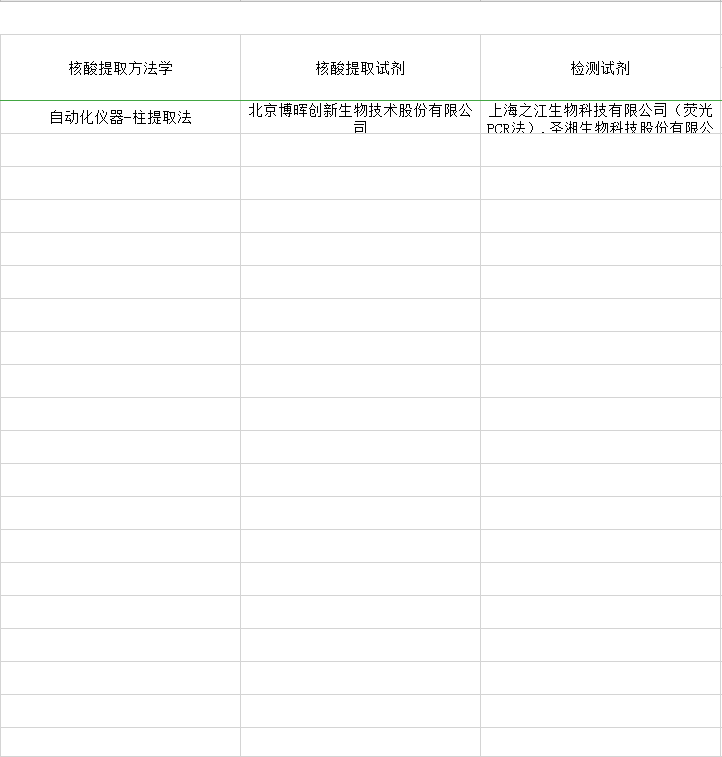 核酸提取方法学
核酸提取试剂
检测试剂
自动化仪器-柱提取法
北京博晖创新生物技术股份有限公
司
上海之江生物科技有限公司（荧光
PCR法）,圣湘生物科技股份有限公